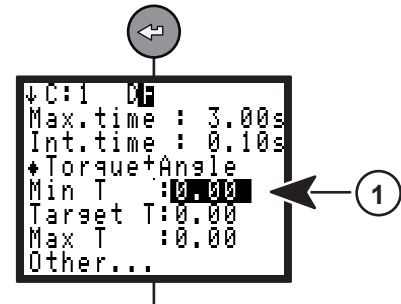 ↓C:1 DF
Max.time : 3.00s
Int.time : 0.10s
♦Torque+Angle
Min T :0.00
1
Target T:0.00
Max T :0.00
Other...